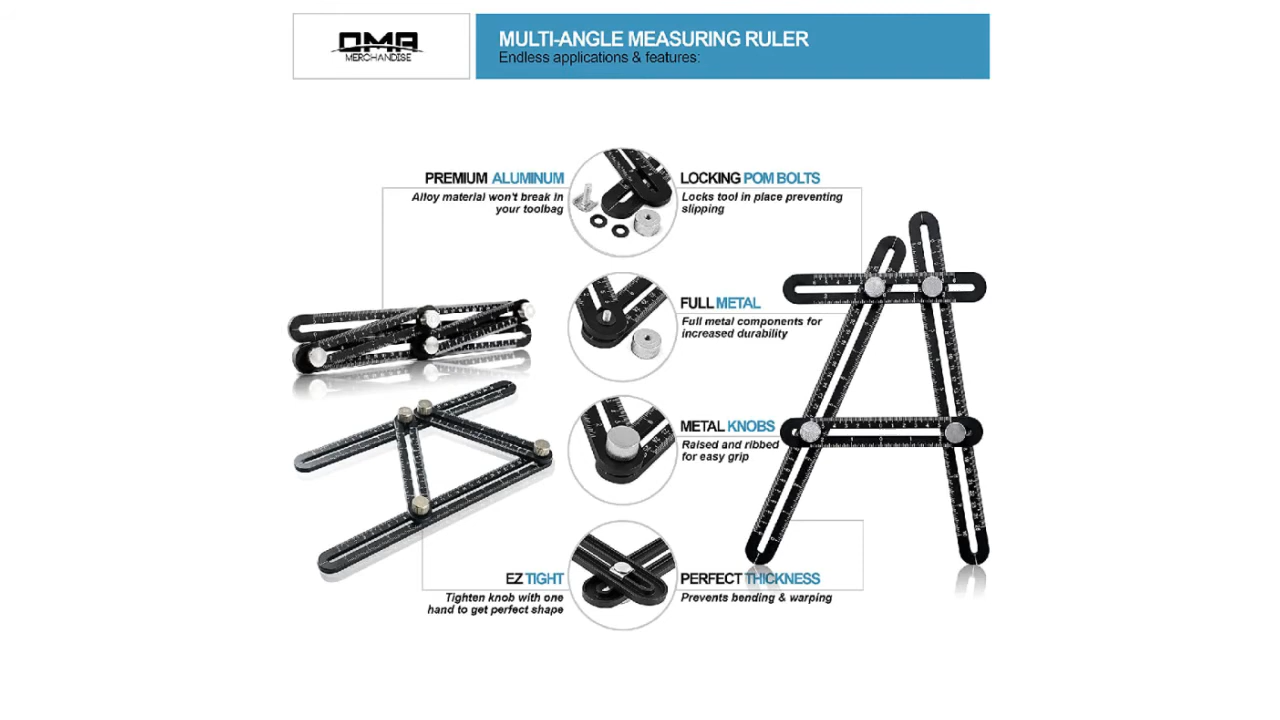 OMA
MERCHANDISE
MULTI-ANGLE MEASURING RULER
Endless applications & features:
PREMIUM ALUMINUM
Alloy material won't break in
your toolbag
LOCKING POM BOLTS
Locks tool in place preventing
slipping
FULL METAL
Full metal components for
increased durability
METAL KNOBS
Raised and ribbed
for easy grip
EZ TIGHT
Tighten knob with one
hand to get perfect shape
PERFECT THICKNESS
Prevents bending & warping